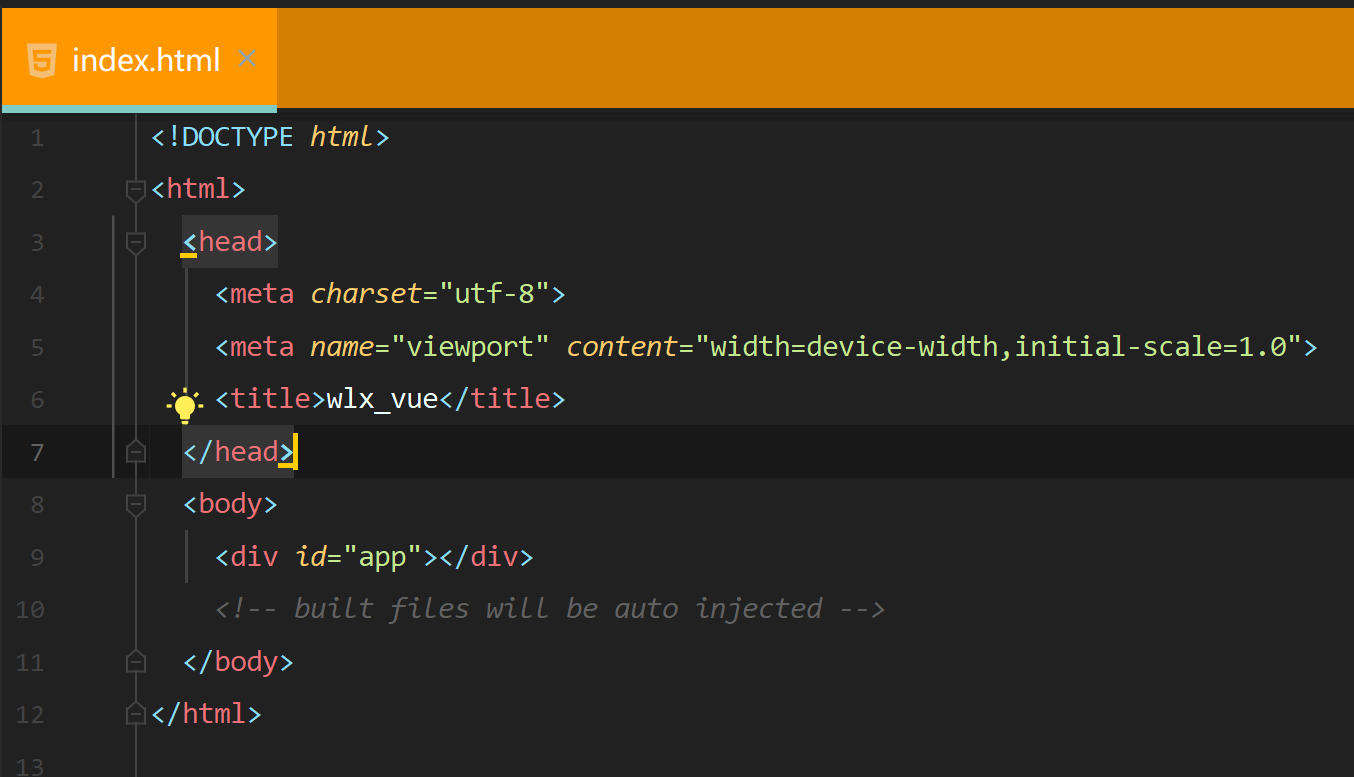 index.html
1 <!DOCTYPE html>
2 <html>
3 <head>
4 <meta charset="utf-8">
5 <meta name="viewport" content="width=device-width,initial-scale=1.0">
6 <title>wlx_vue</title>
7 </head>
8 <body>
9 <div id="app"></div>
10 <!-- built files will be auto injected -->
11 </body>
12 </html>
13